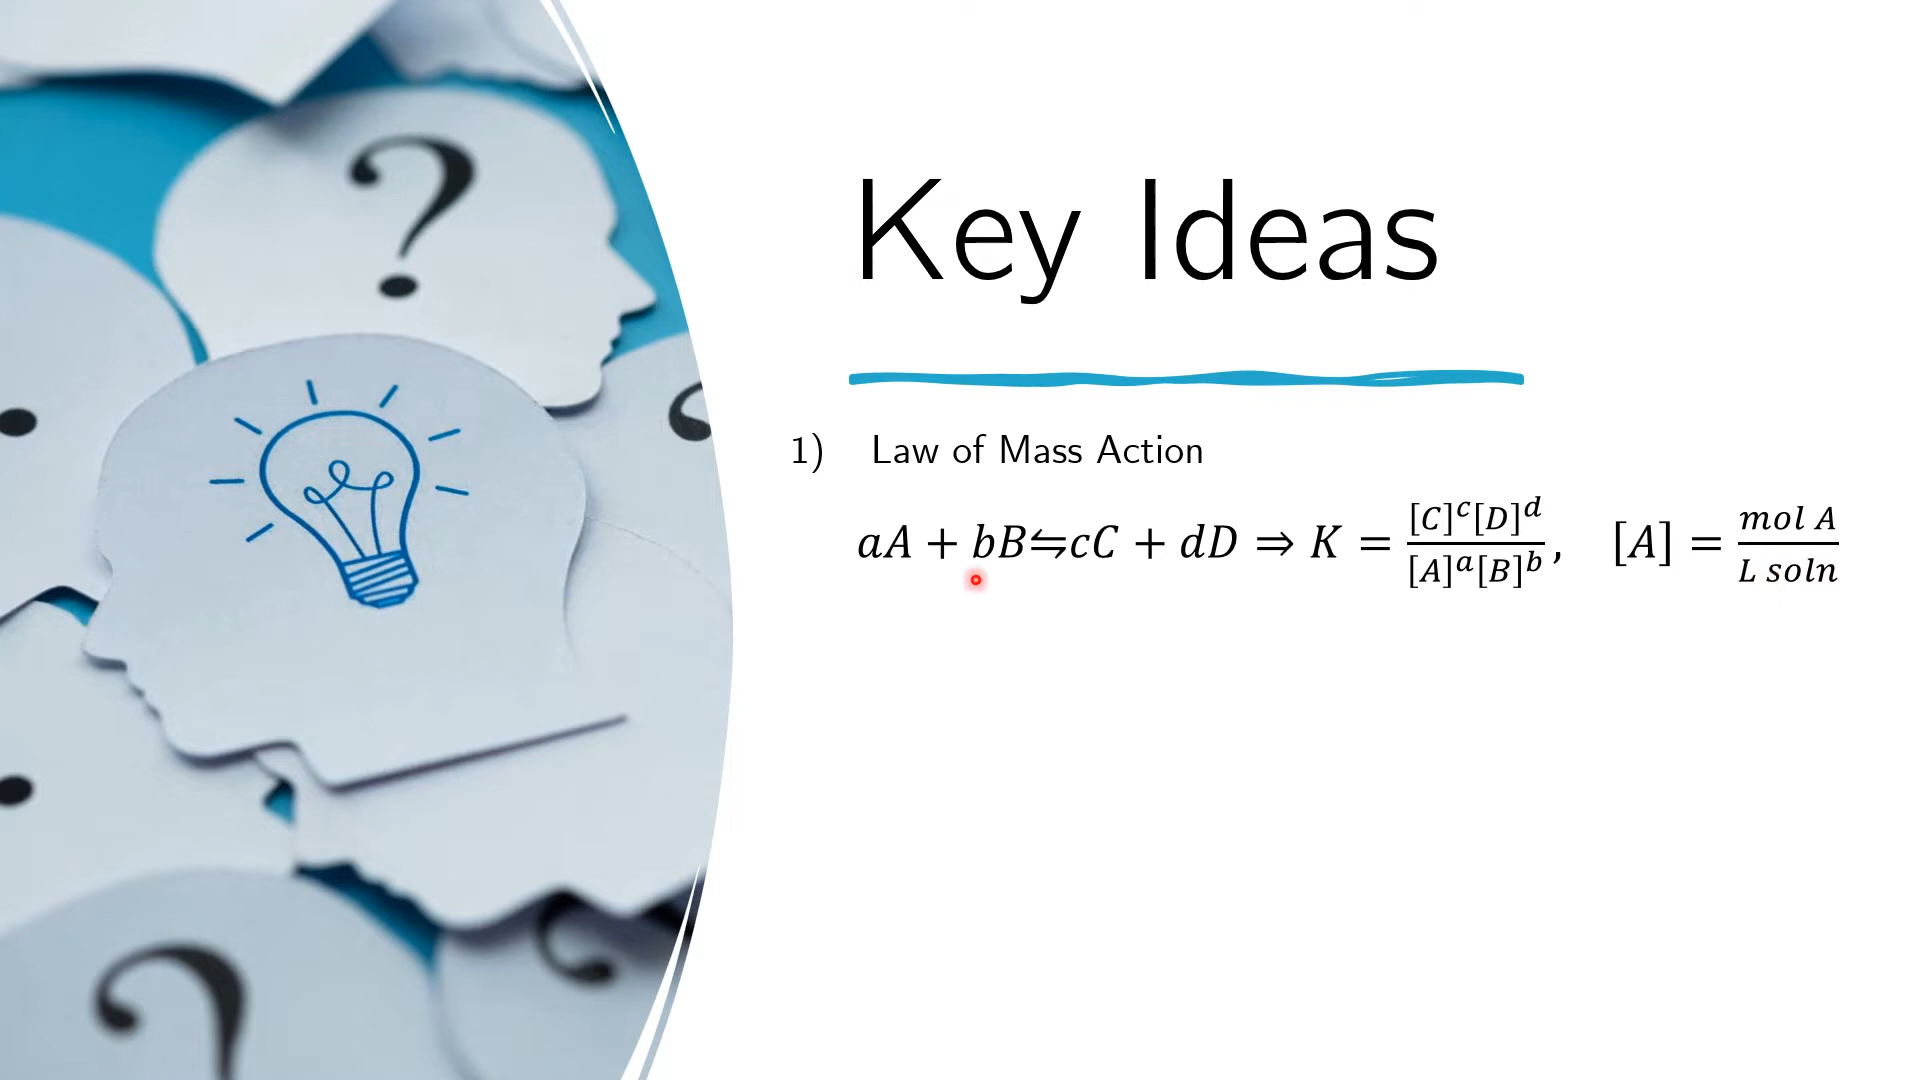 ?
Key Ideas
1) Law of Mass Action
aA + bB⇋cC + dD ⇒ K = [C]^c[D]^d / [A]^a[B]^b , [A] = mol A / L soln
?